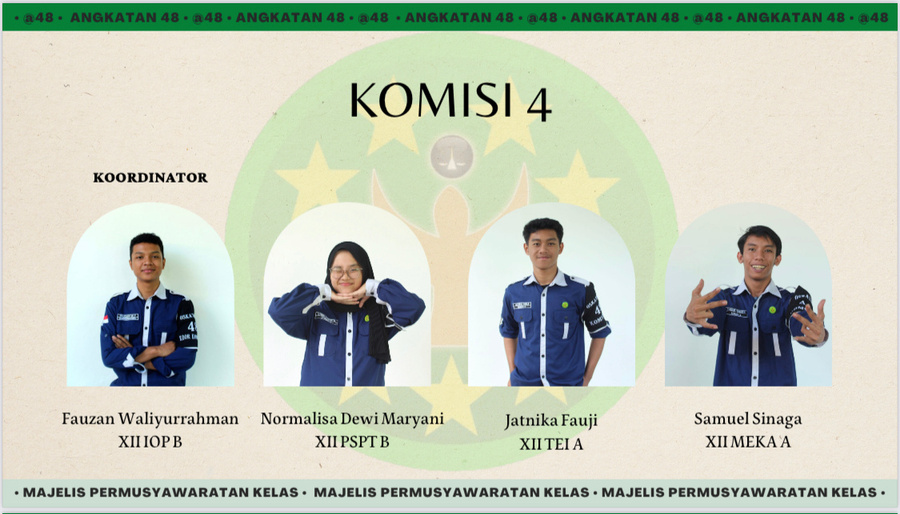 • @48 • ANGKATAN 48 • @48 • ANGKATAN 48 • @48 • ANGKATAN 48 • @48 • ANGKATAN 48 • @48 • ANGKATAN 48 • @48
KOMISI 4
KOORDINATOR
Fauzan Waliyurrahman
XII IOP B
Normalisa Dewi Maryani
XII PSPT B
Jatnika Fauji
XII TEI A
Samuel Sinaga
XII MEKA A
• MAJELIS PERMUSYAWARATAN KELAS • MAJELIS PERMUSYAWARATAN KELAS • MAJELIS PERMUSYAWARATAN KELAS •